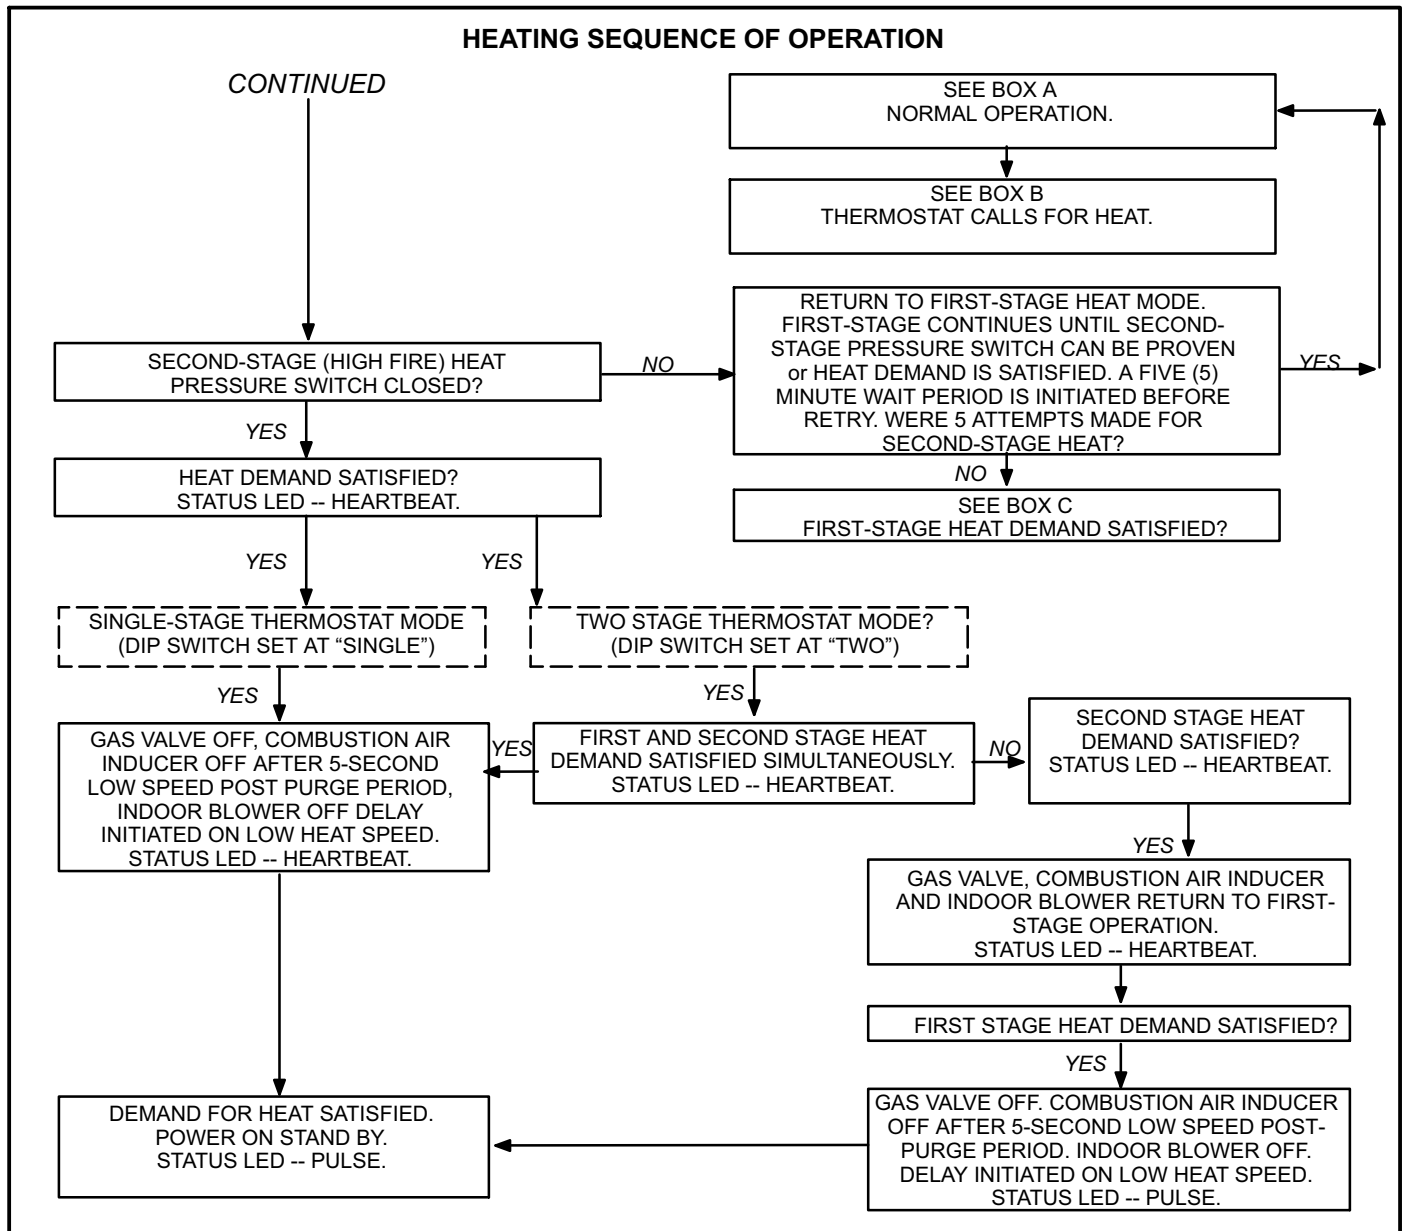 HEATING SEQUENCE OF OPERATION
CONTINUED
SEE BOX A
NORMAL OPERATION.
SEE BOX B
THERMOSTAT CALLS FOR HEAT.
SECOND-STAGE (HIGH FIRE) HEAT
PRESSURE SWITCH CLOSED?
NO
RETURN TO FIRST-STAGE HEAT MODE.
FIRST-STAGE CONTINUES UNTIL SECOND-
STAGE PRESSURE SWITCH CAN BE PROVEN
or HEAT DEMAND IS SATISFIED. A FIVE (5)
MINUTE WAIT PERIOD IS INITIATED BEFORE
RETRY. WERE 5 ATTEMPTS MADE FOR
SECOND-STAGE HEAT?
YES
YES
NO
HEAT DEMAND SATISFIED?
STATUS LED -- HEARTBEAT.
SEE BOX C
FIRST-STAGE HEAT DEMAND SATISFIED?
YES
YES
SINGLE-STAGE THERMOSTAT MODE
(DIP SWITCH SET AT “SINGLE”)
TWO STAGE THERMOSTAT MODE?
(DIP SWITCH SET AT “TWO”)
YES
YES
GAS VALVE OFF, COMBUSTION AIR
INDUCER OFF AFTER 5-SECOND
LOW SPEED POST PURGE PERIOD,
INDOOR BLOWER OFF DELAY
INITIATED ON LOW HEAT SPEED.
STATUS LED -- HEARTBEAT.
YES
FIRST AND SECOND STAGE HEAT
DEMAND SATISFIED SIMULTANEOUSLY.
STATUS LED -- HEARTBEAT.
NO
SECOND STAGE HEAT
DEMAND SATISFIED?
STATUS LED -- HEARTBEAT.
YES
GAS VALVE, COMBUSTION AIR INDUCER
AND INDOOR BLOWER RETURN TO FIRST-
STAGE OPERATION.
STATUS LED -- HEARTBEAT.
FIRST STAGE HEAT DEMAND SATISFIED?
YES
DEMAND FOR HEAT SATISFIED.
POWER ON STAND BY.
STATUS LED -- PULSE.
GAS VALVE OFF. COMBUSTION AIR INDUCER
OFF AFTER 5-SECOND LOW SPEED POST-
PURGE PERIOD. INDOOR BLOWER OFF.
DELAY INITIATED ON LOW HEAT SPEED.
STATUS LED -- PULSE.